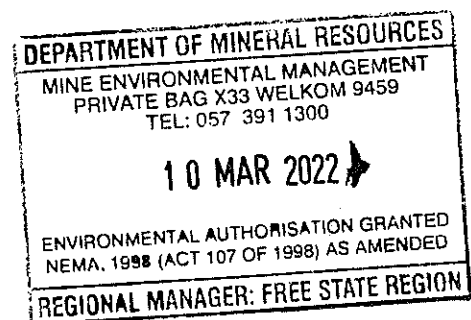 DEPARTMENT OF MINERAL RESOURCES
MINE ENVIRONMENTAL MANAGEMENT
PRIVATE BAG X33 WELKOM 9459
TEL: 057 391 1300
10 MAR 2022
ENVIRONMENTAL AUTHORISATION GRANTED
NEMA, 1998 (ACT 107 OF 1998) AS AMENDED
REGIONAL MANAGER: FREE STATE REGION